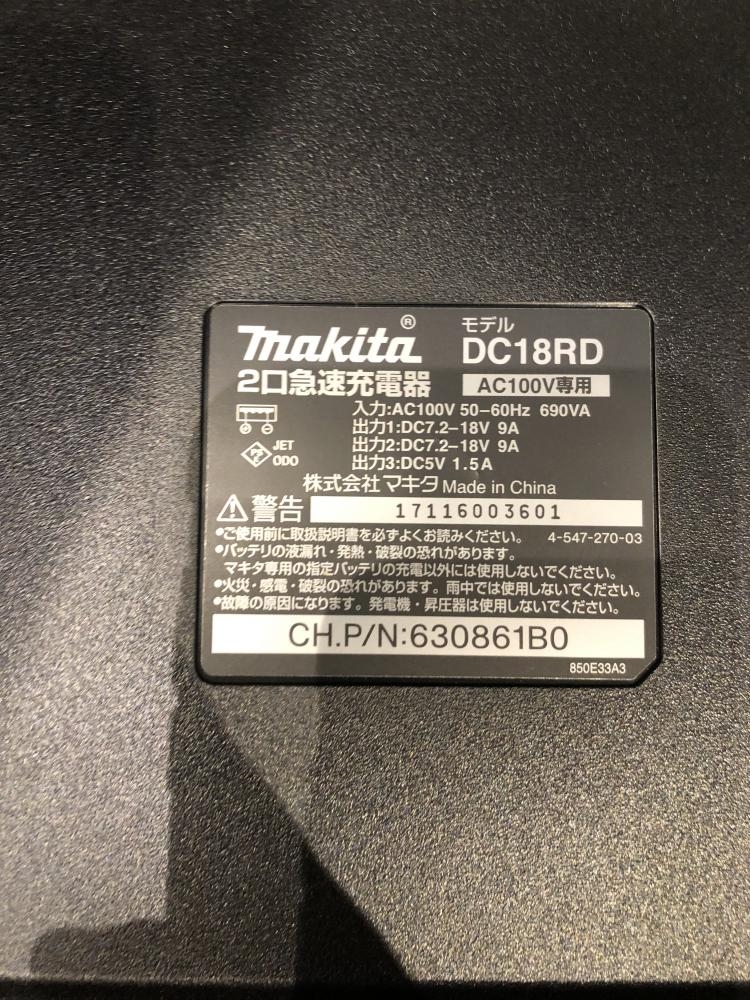 makita®
モデル
DC18RD
2口急速充電器
AC100V専用
入力:AC100V 50-60Hz 690VA
出力1:DC7.2-18V 9A
出力2:DC7.2-18V 9A
出力3:DC5V 1.5A
PS
E
JET
ODO
株式会社マキタ Made in China
警告
17116003601
•ご使用前に取扱説明書を必ずよくお読みください。 4-547-270-03
•バッテリの液漏れ・発熱・破裂の恐れがあります。
マキタ専用の指定バッテリの充電以外には使用しないでください。
•火災・感電・破裂の恐れがあります。雨中では使用しないでください。
•故障の原因になります。発電機・昇圧器は使用しないでください。
CH.P/N:630861B0
850E33A3